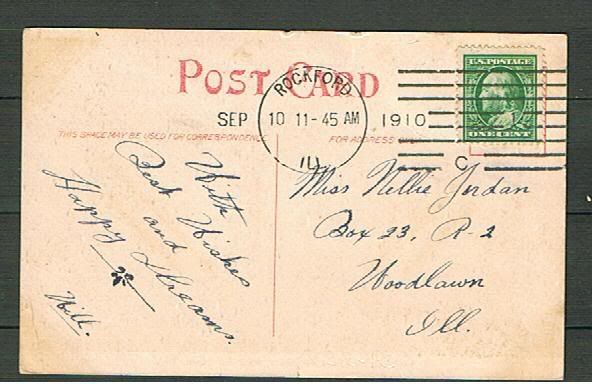 POST CARD
ROCKFORD
SEP 10 11-45 AM 1910
ILL
C
U.S. POSTAGE
ONE CENT
THIS SPACE MAY BE USED FOR CORRESPONDENCE
FOR ADDRESS ONLY
With
Best Wishes
and
Happy Dreams.
Will.
Miss Nellie Jordan
Box 23, R-2
Woodlawn
Ill.